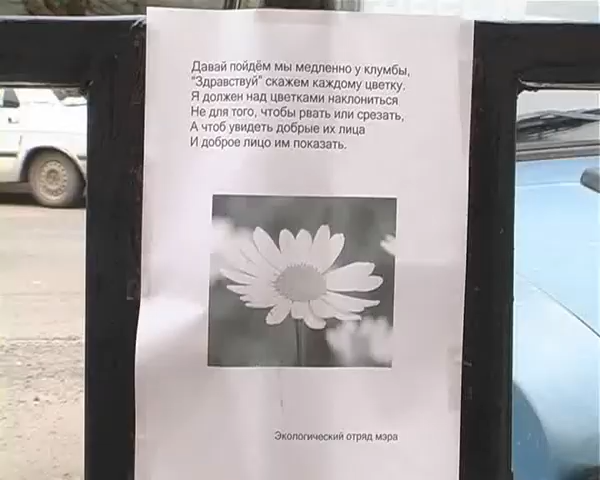 Давай пойдём мы медленно у клумбы,
"Здравствуй" скажем каждому цветку.
Я должен над цветками наклониться
Не для того, чтобы рвать или срезать,
А чтоб увидеть добрые их лица
И доброе лицо им показать.
Экологический отряд мэра